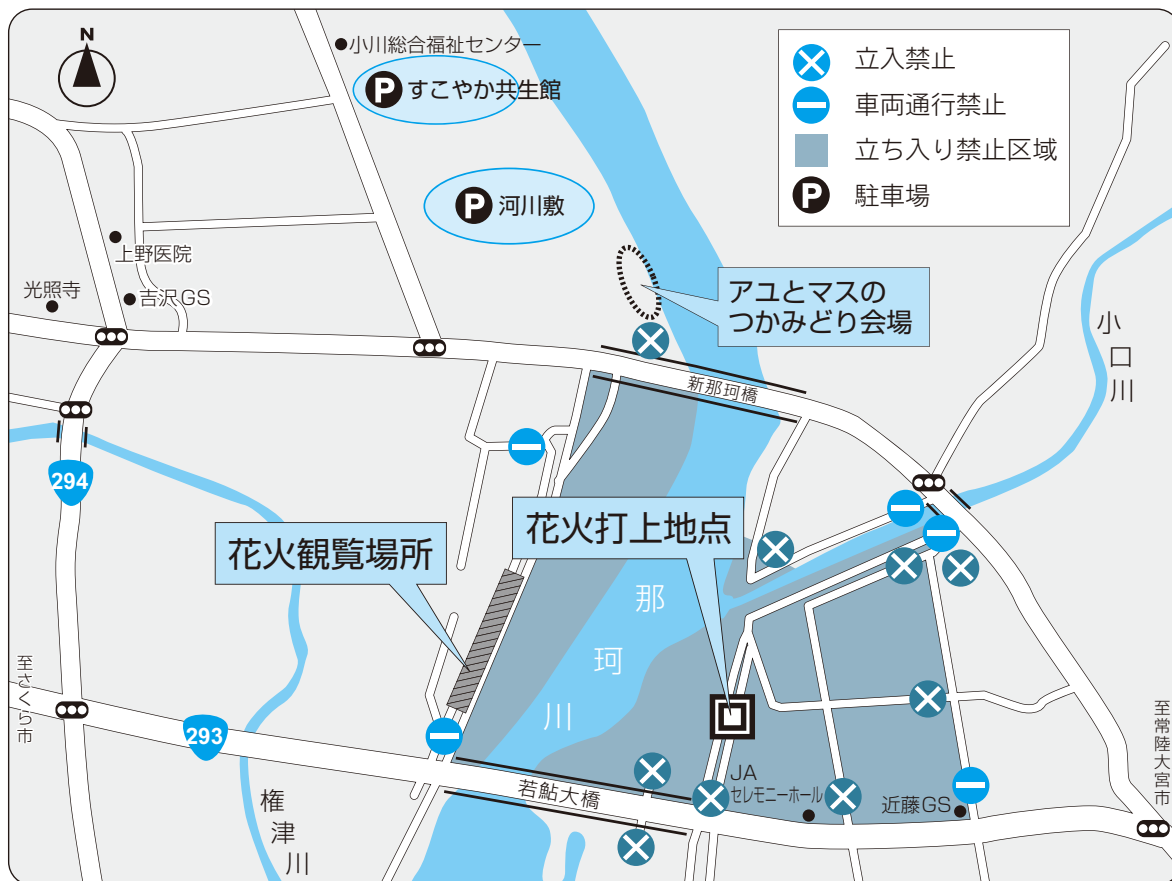 N
小川総合福祉センター
P すこやか共生館
P 河川敷
立入禁止
車両通行禁止
立ち入り禁止区域
P 駐車場
上野医院
光照寺
吉沢GS
アユとマスの
つかみどり会場
小口川
新那珂橋
294
花火観覧場所
花火打上地点
那珂川
至さくら市
293
至常陸大宮市
JA
セレモニーホール
近藤GS
若鮎大橋
権津川